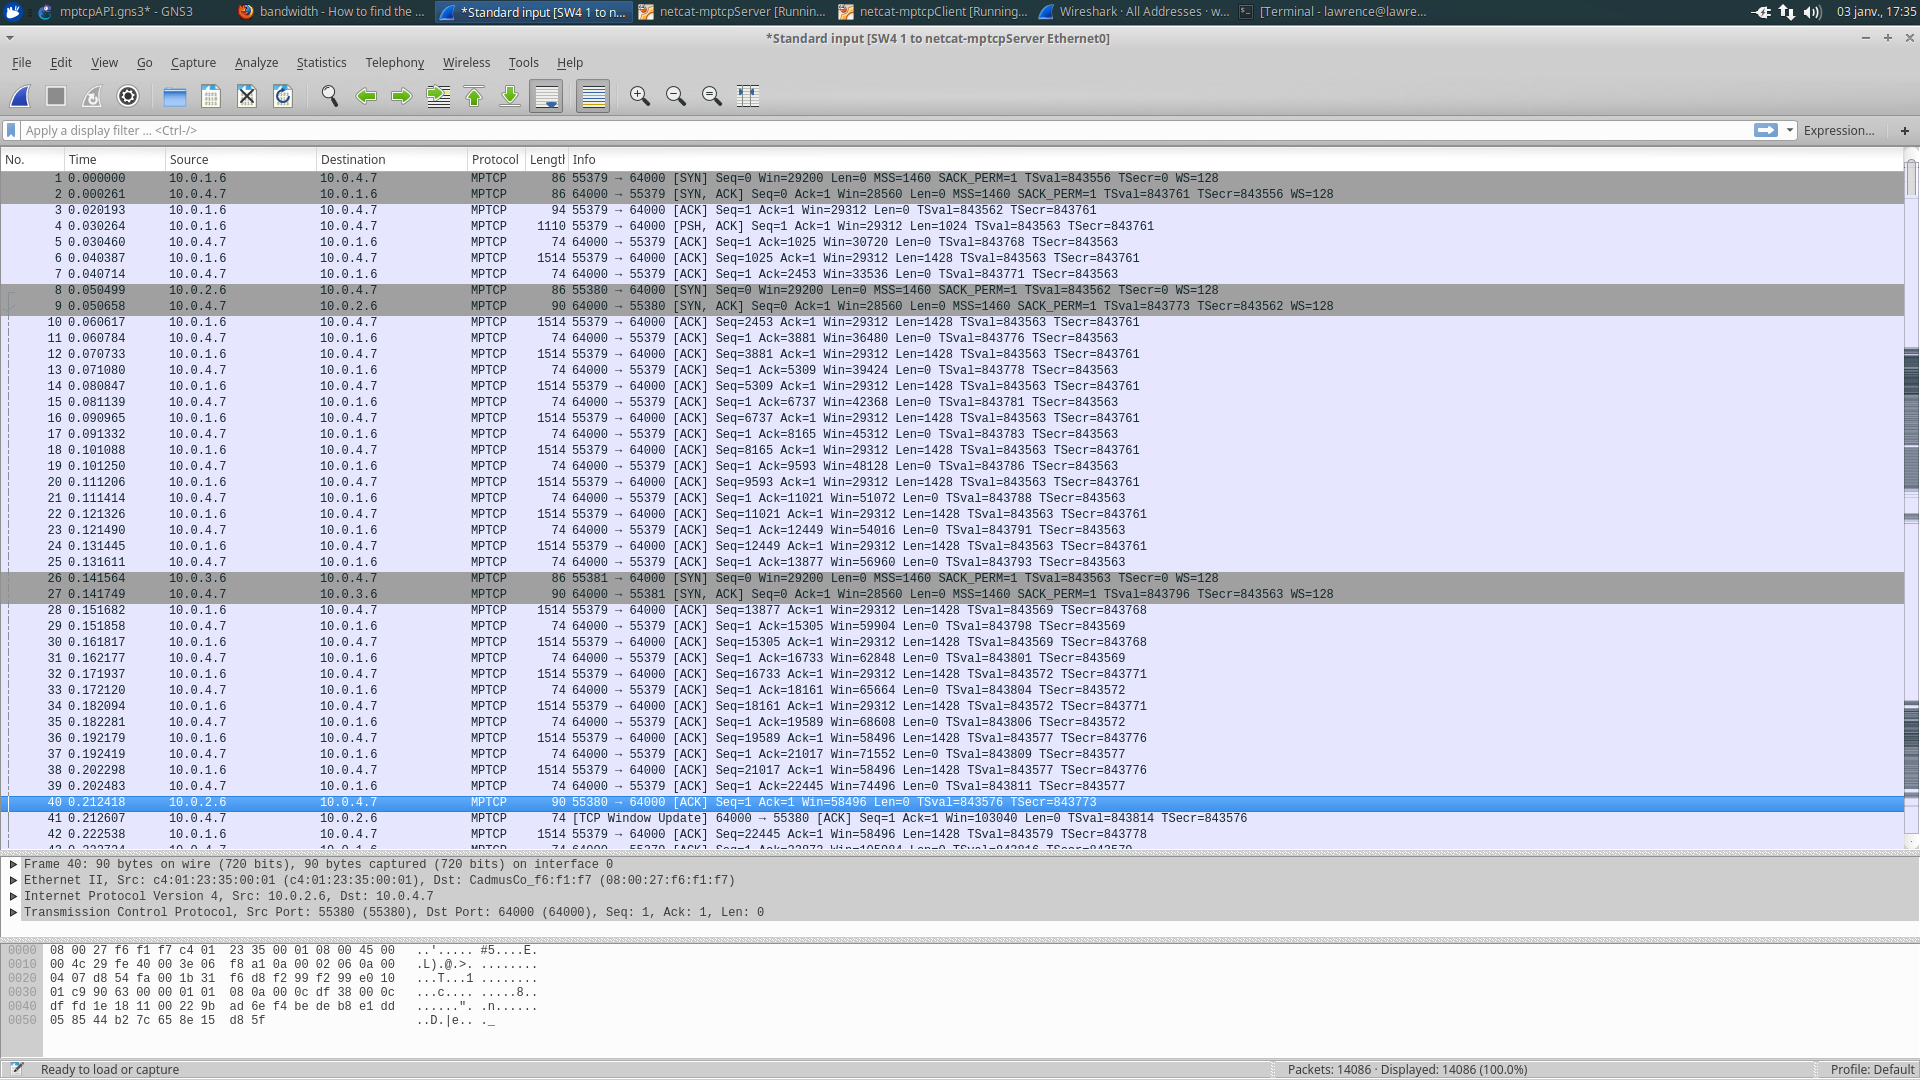 mptcpAPI.gns3* - GNS3
bandwidth - How to find the ...
*Standard input [SW4 1 to n...
netcat-mptcpServer [Runnin...
netcat-mptcpClient [Running...
Wireshark · All Addresses · w...
[Terminal - lawrence@lawre...
03 janv., 17:35
*Standard input [SW4 1 to netcat-mptcpServer Ethernet0]
File Edit View Go Capture Analyze Statistics Telephony Wireless Tools Help
Apply a display filter ... <Ctrl-/> Expression... +
No. Time Source Destination Protocol Length Info
1 0.000000 10.0.1.6 10.0.4.7 MPTCP 86 55379 → 64000 [SYN] Seq=0 Win=29200 Len=0 MSS=1460 SACK_PERM=1 TSval=843556 TSecr=0 WS=128
2 0.000261 10.0.4.7 10.0.1.6 MPTCP 86 64000 → 55379 [SYN, ACK] Seq=0 Ack=1 Win=28560 Len=0 MSS=1460 SACK_PERM=1 TSval=843761 TSecr=843556 WS=128
3 0.020193 10.0.1.6 10.0.4.7 MPTCP 94 55379 → 64000 [ACK] Seq=1 Ack=1 Win=29312 Len=0 TSval=843562 TSecr=843761
4 0.030264 10.0.1.6 10.0.4.7 MPTCP 1110 55379 → 64000 [PSH, ACK] Seq=1 Ack=1 Win=29312 Len=1024 TSval=843563 TSecr=843761
5 0.030460 10.0.4.7 10.0.1.6 MPTCP 74 64000 → 55379 [ACK] Seq=1 Ack=1025 Win=30720 Len=0 TSval=843768 TSecr=843563
6 0.040387 10.0.1.6 10.0.4.7 MPTCP 1514 55379 → 64000 [ACK] Seq=1025 Ack=1 Win=29312 Len=1428 TSval=843563 TSecr=843761
7 0.040714 10.0.4.7 10.0.1.6 MPTCP 74 64000 → 55379 [ACK] Seq=1 Ack=2453 Win=33536 Len=0 TSval=843771 TSecr=843563
8 0.050499 10.0.2.6 10.0.4.7 MPTCP 86 55380 → 64000 [SYN] Seq=0 Win=29200 Len=0 MSS=1460 SACK_PERM=1 TSval=843562 TSecr=0 WS=128
9 0.050658 10.0.4.7 10.0.2.6 MPTCP 90 64000 → 55380 [SYN, ACK] Seq=0 Ack=1 Win=28560 Len=0 MSS=1460 SACK_PERM=1 TSval=843773 TSecr=843562 WS=128
10 0.060617 10.0.1.6 10.0.4.7 MPTCP 1514 55379 → 64000 [ACK] Seq=2453 Ack=1 Win=29312 Len=1428 TSval=843563 TSecr=843761
11 0.060784 10.0.4.7 10.0.1.6 MPTCP 74 64000 → 55379 [ACK] Seq=1 Ack=3881 Win=36480 Len=0 TSval=843776 TSecr=843563
12 0.070733 10.0.1.6 10.0.4.7 MPTCP 1514 55379 → 64000 [ACK] Seq=3881 Ack=1 Win=29312 Len=1428 TSval=843563 TSecr=843761
13 0.071080 10.0.4.7 10.0.1.6 MPTCP 74 64000 → 55379 [ACK] Seq=1 Ack=5309 Win=39424 Len=0 TSval=843778 TSecr=843563
14 0.080847 10.0.1.6 10.0.4.7 MPTCP 1514 55379 → 64000 [ACK] Seq=5309 Ack=1 Win=29312 Len=1428 TSval=843563 TSecr=843761
15 0.081139 10.0.4.7 10.0.1.6 MPTCP 74 64000 → 55379 [ACK] Seq=1 Ack=6737 Win=42368 Len=0 TSval=843781 TSecr=843563
16 0.090965 10.0.1.6 10.0.4.7 MPTCP 1514 55379 → 64000 [ACK] Seq=6737 Ack=1 Win=29312 Len=1428 TSval=843563 TSecr=843761
17 0.091332 10.0.4.7 10.0.1.6 MPTCP 74 64000 → 55379 [ACK] Seq=1 Ack=8165 Win=45312 Len=0 TSval=843783 TSecr=843563
18 0.101088 10.0.1.6 10.0.4.7 MPTCP 1514 55379 → 64000 [ACK] Seq=8165 Ack=1 Win=29312 Len=1428 TSval=843563 TSecr=843761
19 0.101250 10.0.4.7 10.0.1.6 MPTCP 74 64000 → 55379 [ACK] Seq=1 Ack=9593 Win=48128 Len=0 TSval=843786 TSecr=843563
20 0.111206 10.0.1.6 10.0.4.7 MPTCP 1514 55379 → 64000 [ACK] Seq=9593 Ack=1 Win=29312 Len=1428 TSval=843563 TSecr=843761
21 0.111414 10.0.4.7 10.0.1.6 MPTCP 74 64000 → 55379 [ACK] Seq=1 Ack=11021 Win=51072 Len=0 TSval=843788 TSecr=843563
22 0.121326 10.0.1.6 10.0.4.7 MPTCP 1514 55379 → 64000 [ACK] Seq=11021 Ack=1 Win=29312 Len=1428 TSval=843563 TSecr=843761
23 0.121490 10.0.4.7 10.0.1.6 MPTCP 74 64000 → 55379 [ACK] Seq=1 Ack=12449 Win=54016 Len=0 TSval=843791 TSecr=843563
24 0.131445 10.0.1.6 10.0.4.7 MPTCP 1514 55379 → 64000 [ACK] Seq=12449 Ack=1 Win=29312 Len=1428 TSval=843563 TSecr=843761
25 0.131611 10.0.4.7 10.0.1.6 MPTCP 74 64000 → 55379 [ACK] Seq=1 Ack=13877 Win=56960 Len=0 TSval=843793 TSecr=843563
26 0.141564 10.0.3.6 10.0.4.7 MPTCP 86 55381 → 64000 [SYN] Seq=0 Win=29200 Len=0 MSS=1460 SACK_PERM=1 TSval=843563 TSecr=0 WS=128
27 0.141749 10.0.4.7 10.0.3.6 MPTCP 90 64000 → 55381 [SYN, ACK] Seq=0 Ack=1 Win=28560 Len=0 MSS=1460 SACK_PERM=1 TSval=843796 TSecr=843563 WS=128
28 0.151682 10.0.1.6 10.0.4.7 MPTCP 1514 55379 → 64000 [ACK] Seq=13877 Ack=1 Win=29312 Len=1428 TSval=843569 TSecr=843768
29 0.151858 10.0.4.7 10.0.1.6 MPTCP 74 64000 → 55379 [ACK] Seq=1 Ack=15305 Win=59904 Len=0 TSval=843798 TSecr=843569
30 0.161817 10.0.1.6 10.0.4.7 MPTCP 1514 55379 → 64000 [ACK] Seq=15305 Ack=1 Win=29312 Len=1428 TSval=843569 TSecr=843768
31 0.162177 10.0.4.7 10.0.1.6 MPTCP 74 64000 → 55379 [ACK] Seq=1 Ack=16733 Win=62848 Len=0 TSval=843801 TSecr=843569
32 0.171937 10.0.1.6 10.0.4.7 MPTCP 1514 55379 → 64000 [ACK] Seq=16733 Ack=1 Win=29312 Len=1428 TSval=843572 TSecr=843771
33 0.172120 10.0.4.7 10.0.1.6 MPTCP 74 64000 → 55379 [ACK] Seq=1 Ack=18161 Win=65664 Len=0 TSval=843804 TSecr=843572
34 0.182094 10.0.1.6 10.0.4.7 MPTCP 1514 55379 → 64000 [ACK] Seq=18161 Ack=1 Win=29312 Len=1428 TSval=843572 TSecr=843771
35 0.182281 10.0.4.7 10.0.1.6 MPTCP 74 64000 → 55379 [ACK] Seq=1 Ack=19589 Win=68608 Len=0 TSval=843806 TSecr=843572
36 0.192179 10.0.1.6 10.0.4.7 MPTCP 1514 55379 → 64000 [ACK] Seq=19589 Ack=1 Win=58496 Len=1428 TSval=843577 TSecr=843776
37 0.192419 10.0.4.7 10.0.1.6 MPTCP 74 64000 → 55379 [ACK] Seq=1 Ack=21017 Win=71552 Len=0 TSval=843809 TSecr=843577
38 0.202298 10.0.1.6 10.0.4.7 MPTCP 1514 55379 → 64000 [ACK] Seq=21017 Ack=1 Win=58496 Len=1428 TSval=843577 TSecr=843776
39 0.202483 10.0.4.7 10.0.1.6 MPTCP 74 64000 → 55379 [ACK] Seq=1 Ack=22445 Win=74496 Len=0 TSval=843811 TSecr=843577
40 0.212418 10.0.2.6 10.0.4.7 MPTCP 90 55380 → 64000 [ACK] Seq=1 Ack=1 Win=58496 Len=0 TSval=843576 TSecr=843773
41 0.212607 10.0.4.7 10.0.2.6 MPTCP 74 [TCP Window Update] 64000 → 55380 [ACK] Seq=1 Ack=1 Win=103040 Len=0 TSval=843814 TSecr=843576
42 0.222538 10.0.1.6 10.0.4.7 MPTCP 1514 55379 → 64000 [ACK] Seq=22445 Ack=1 Win=58496 Len=1428 TSval=843579 TSecr=843778
Frame 40: 90 bytes on wire (720 bits), 90 bytes captured (720 bits) on interface 0
Ethernet II, Src: c4:01:23:35:00:01 (c4:01:23:35:00:01), Dst: CadmusCo_f6:f1:f7 (08:00:27:f6:f1:f7)
Internet Protocol Version 4, Src: 10.0.2.6, Dst: 10.0.4.7
Transmission Control Protocol, Src Port: 55380 (55380), Dst Port: 64000 (64000), Seq: 1, Ack: 1, Len: 0
0000 08 00 27 f6 f1 f7 c4 01 23 35 00 01 08 00 45 00 ..'..... #5....E.
0010 00 4c 29 fe 40 00 3e 06 f8 a1 0a 00 02 06 0a 00 .L).@.>. ........
0020 04 07 d8 54 fa 00 1b 31 f6 d8 f2 99 f2 99 e0 10 ...T...1 ........
0030 01 c9 90 63 00 00 01 01 08 0a 00 0c df 38 00 0c ...c.... .....8..
0040 df fd 1e 18 11 00 22 9b ad 6e f4 be de b8 e1 dd ......". .n......
0050 05 85 44 b2 7c 65 8e 15 d8 5f ..D.|e.. ._
Ready to load or capture
Packets: 14086 · Displayed: 14086 (100.0%)
Profile: Default